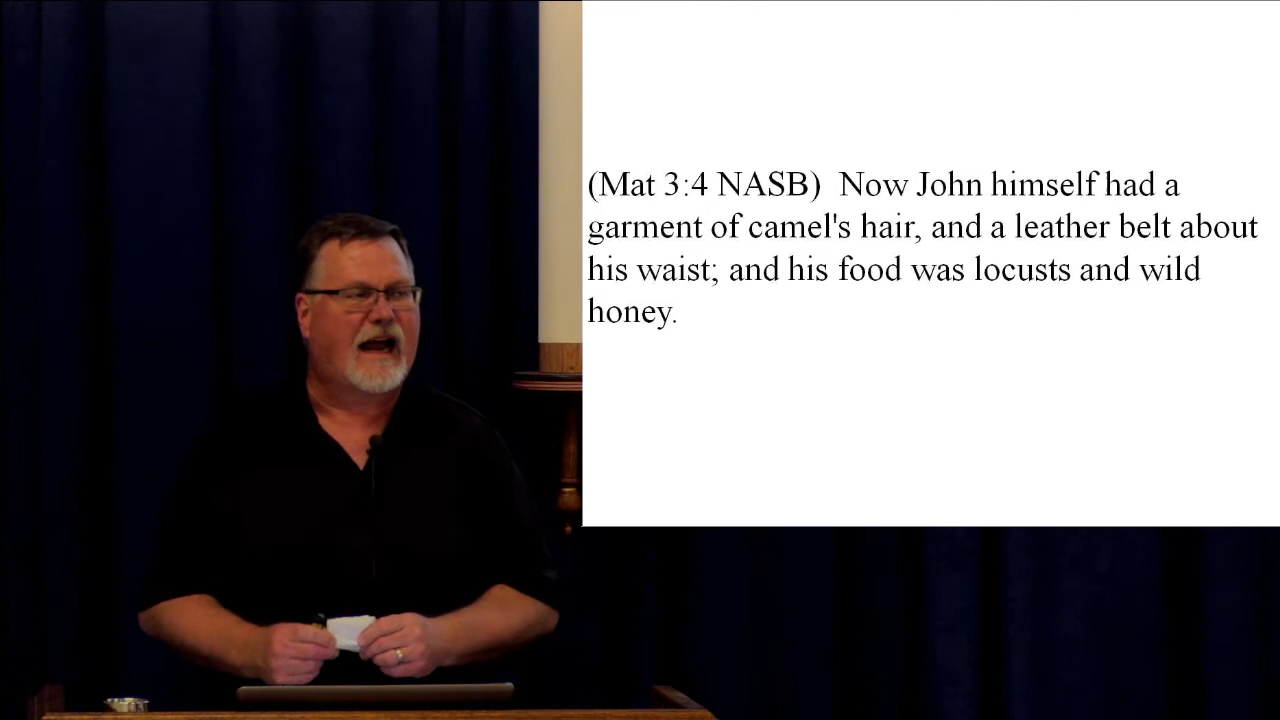 (Mat 3:4 NASB)  Now John himself had a
garment of camel's hair, and a leather belt about
his waist; and his food was locusts and wild
honey.